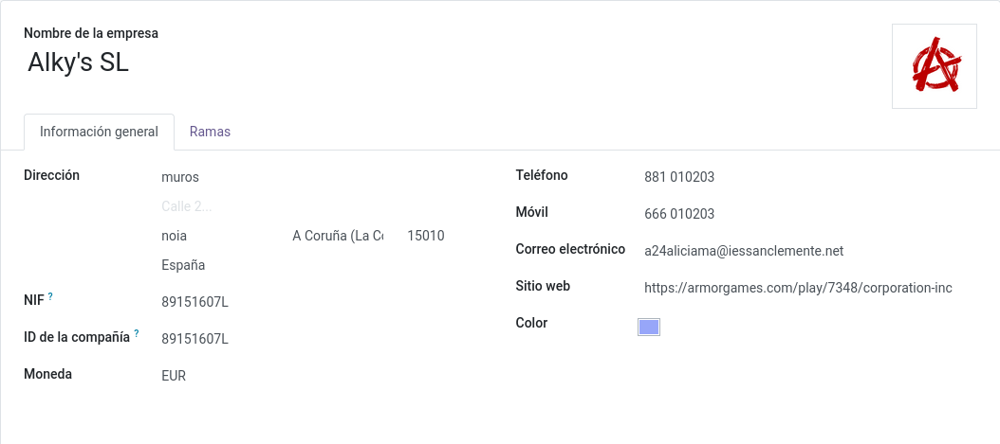 Nombre de la empresa
Alky's SL
Información general
Ramas
Dirección
muros
Calle 2...
noia A Coruña (La Co 15010
España
NIF ?
89151607L
ID de la compañía ?
89151607L
Moneda
EUR
Teléfono
881 010203
Móvil
666 010203
Correo electrónico
a24aliciama@iessanclemente.net
Sitio web
https://armorgames.com/play/7348/corporation-inc
Color